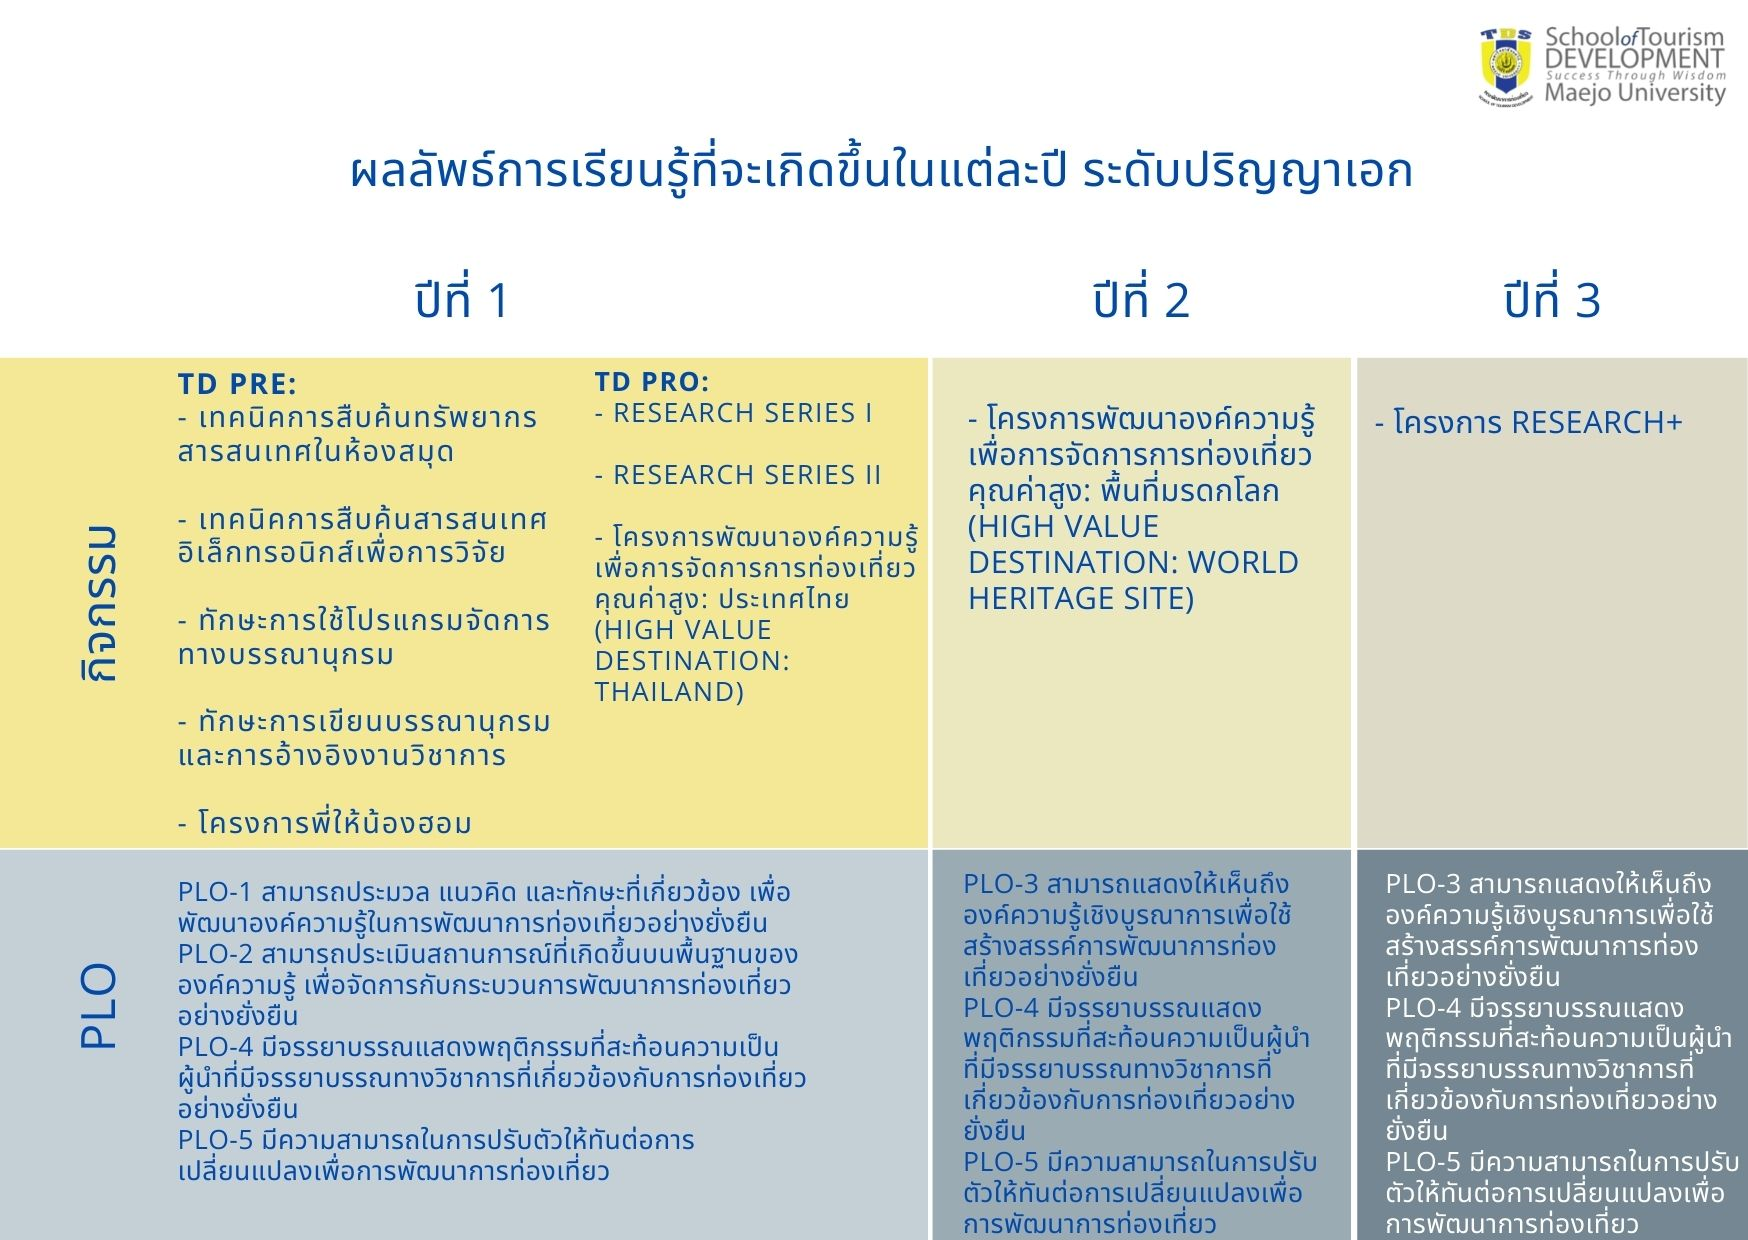 TDS
SchoolofTourism
DEVELOPMENT
Success Through Wisdom
Maejo University
ผลลัพธ์การเรียนรู้ที่จะเกิดขึ้นในแต่ละปี ระดับปริญญาเอก
ปีที่ 1
ปีที่ 2
ปีที่ 3
กิจกรรม
TD PRE:
- เทคนิคการสืบค้นทรัพยากร
สารสนเทศในห้องสมุด
- เทคนิคการสืบค้นสารสนเทศ
อิเล็กทรอนิกส์เพื่อการวิจัย
- ทักษะการใช้โปรแกรมจัดการ
ทางบรรณานุกรม
- ทักษะการเขียนบรรณานุกรม
และการอ้างอิงงานวิชาการ
- โครงการพี่ให้น้องฮอม
TD PRO:
- RESEARCH SERIES I
- RESEARCH SERIES II
- โครงการพัฒนาองค์ความรู้
เพื่อการจัดการการท่องเที่ยว
คุณค่าสูง: ประเทศไทย
(HIGH VALUE
DESTINATION:
THAILAND)
- โครงการพัฒนาองค์ความรู้
เพื่อการจัดการการท่องเที่ยว
คุณค่าสูง: พื้นที่มรดกโลก
(HIGH VALUE
DESTINATION: WORLD
HERITAGE SITE)
- โครงการ RESEARCH+
PLO
PLO-1 สามารถประมวล แนวคิด และทักษะที่เกี่ยวข้อง เพื่อ
พัฒนาองค์ความรู้ในการพัฒนาการท่องเที่ยวอย่างยั่งยืน
PLO-2 สามารถประเมินสถานการณ์ที่เกิดขึ้นบนพื้นฐานของ
องค์ความรู้ เพื่อจัดการกับกระบวนการพัฒนาการท่องเที่ยว
อย่างยั่งยืน
PLO-4 มีจรรยาบรรณแสดงพฤติกรรมที่สะท้อนความเป็น
ผู้นำที่มีจรรยาบรรณทางวิชาการที่เกี่ยวข้องกับการท่องเที่ยว
อย่างยั่งยืน
PLO-5 มีความสามารถในการปรับตัวให้ทันต่อการ
เปลี่ยนแปลงเพื่อการพัฒนาการท่องเที่ยว
PLO-3 สามารถแสดงให้เห็นถึง
องค์ความรู้เชิงบูรณาการเพื่อใช้
สร้างสรรค์การพัฒนาการท่อง
เที่ยวอย่างยั่งยืน
PLO-4 มีจรรยาบรรณแสดง
พฤติกรรมที่สะท้อนความเป็นผู้นำ
ที่มีจรรยาบรรณทางวิชาการที่
เกี่ยวข้องกับการท่องเที่ยวอย่าง
ยั่งยืน
PLO-5 มีความสามารถในการปรับ
ตัวให้ทันต่อการเปลี่ยนแปลงเพื่อ
การพัฒนาการท่องเที่ยว
PLO-3 สามารถแสดงให้เห็นถึง
องค์ความรู้เชิงบูรณาการเพื่อใช้
สร้างสรรค์การพัฒนาการท่อง
เที่ยวอย่างยั่งยืน
PLO-4 มีจรรยาบรรณแสดง
พฤติกรรมที่สะท้อนความเป็นผู้นำ
ที่มีจรรยาบรรณทางวิชาการที่
เกี่ยวข้องกับการท่องเที่ยวอย่าง
ยั่งยืน
PLO-5 มีความสามารถในการปรับ
ตัวให้ทันต่อการเปลี่ยนแปลงเพื่อ
การพัฒนาการท่องเที่ยว